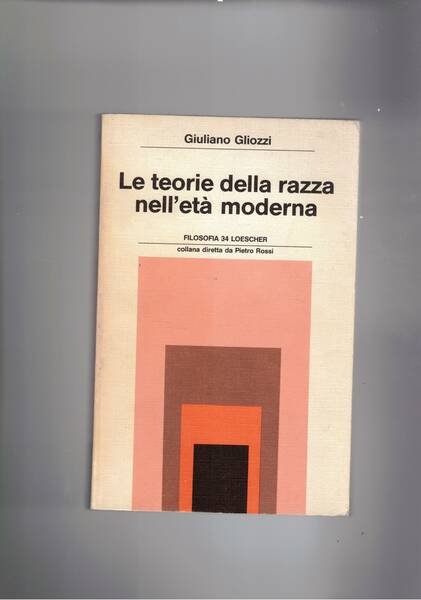 Giuliano Gliozzi
Le teorie della razza
nell'età moderna
FILOSOFIA 34 LOESCHER
collana diretta da Pietro Rossi